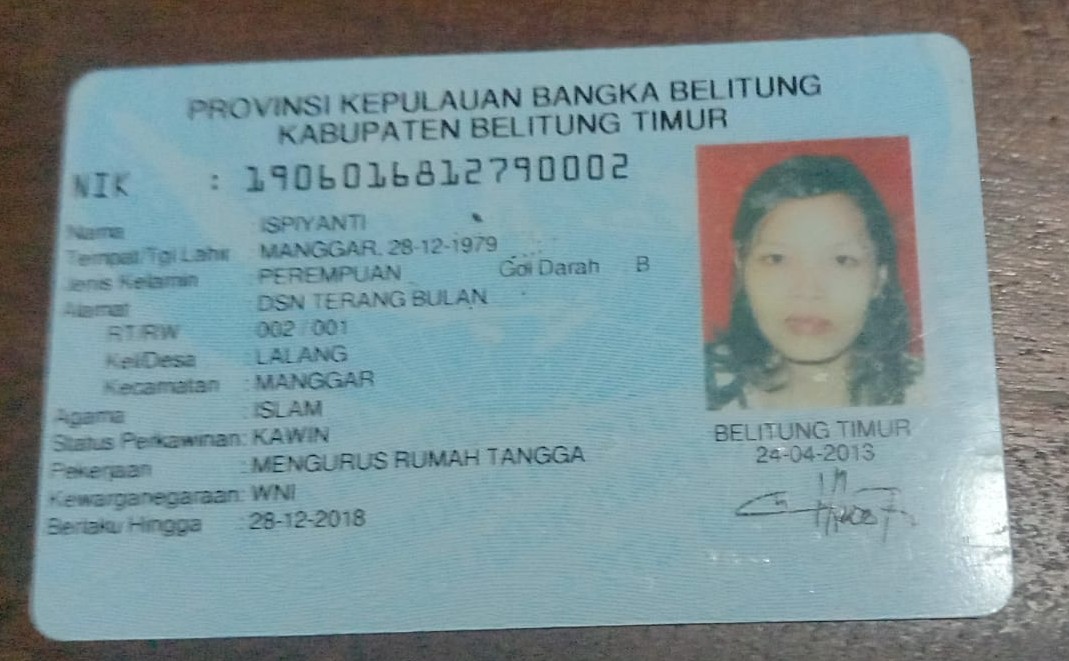 PROVINSI KEPULAUAN BANGKA BELITUNG
KABUPATEN BELITUNG TIMUR
NIK : 1906016812790002
Nama : ISPIYANTI
Tempat/Tgl Lahir : MANGGAR, 28-12-1979
Jenis Kelamin : PEREMPUAN Gol Darah B
Alamat : DSN TERANG BULAN
RT/RW : 002 / 001
Kel/Desa : LALANG
Kecamatan : MANGGAR
Agama : ISLAM
Status Perkawinan: KAWIN
Pekerjaan : MENGURUS RUMAH TANGGA
Kewarganegaraan: WNI
Berlaku Hingga : 28-12-2018
BELITUNG TIMUR
24-04-2013